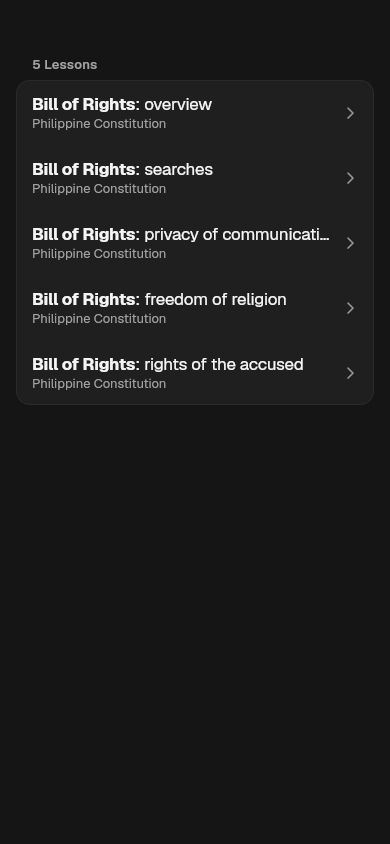 5 Lessons
Bill of Rights: overview
Philippine Constitution
Bill of Rights: searches
Philippine Constitution
Bill of Rights: privacy of communicati...
Philippine Constitution
Bill of Rights: freedom of religion
Philippine Constitution
Bill of Rights: rights of the accused
Philippine Constitution